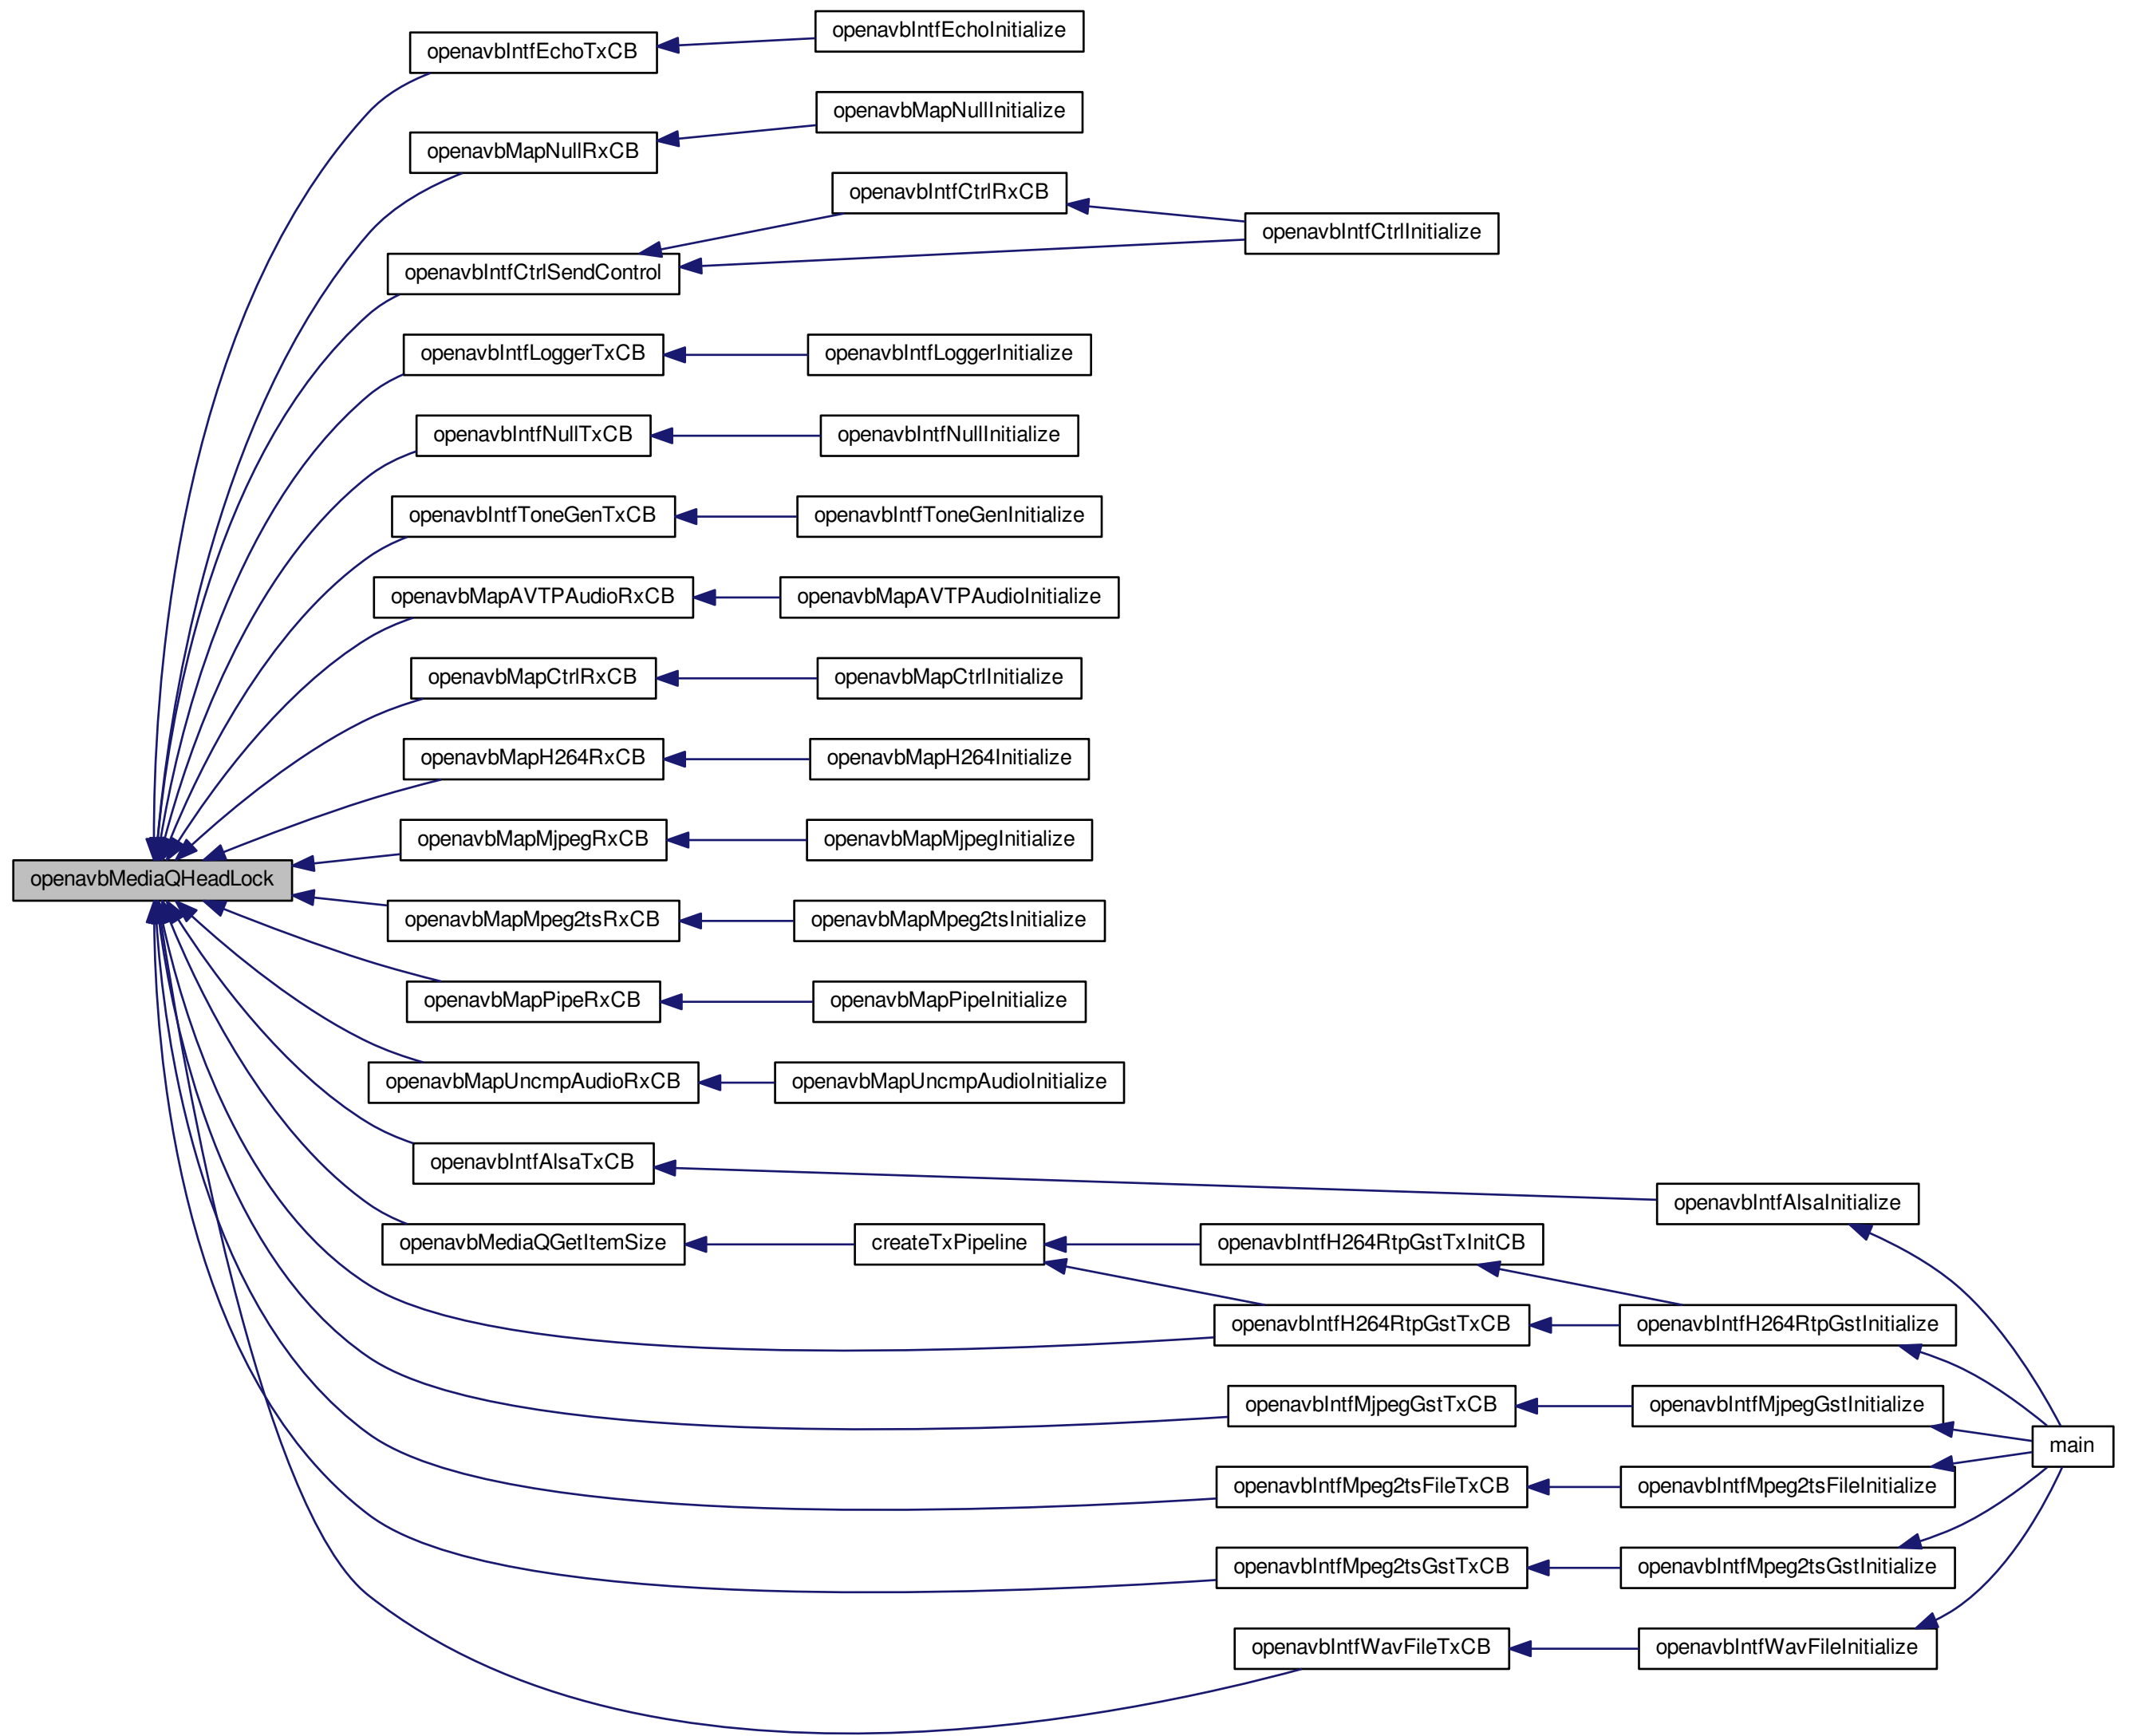 openavbIntfEchoInitialize
openavbIntfEchoTxCB
openavbMapNullInitialize
openavbMapNullRxCB
openavbIntfCtrlRxCB
openavbIntfCtrlInitialize
openavbIntfCtrlSendControl
openavbIntfLoggerTxCB
openavbIntfLoggerInitialize
openavbIntfNullTxCB
openavbIntfNullInitialize
openavbIntfToneGenTxCB
openavbIntfToneGenInitialize
openavbMapAVTPAudioRxCB
openavbMapAVTPAudioInitialize
openavbMapCtrlRxCB
openavbMapCtrlInitialize
openavbMapH264RxCB
openavbMapH264Initialize
openavbMapMjpegRxCB
openavbMapMjpegInitialize
openavbMediaQHeadLock
openavbMapMpeg2tsRxCB
openavbMapMpeg2tsInitialize
openavbMapPipeRxCB
openavbMapPipeInitialize
openavbMapUncmpAudioRxCB
openavbMapUncmpAudioInitialize
openavbIntfAlsaTxCB
openavbIntfAlsaInitialize
openavbMediaQGetItemSize
createTxPipeline
openavbIntfH264RtpGstTxInitCB
openavbIntfH264RtpGstTxCB
openavbIntfH264RtpGstInitialize
openavbIntfMjpegGstTxCB
openavbIntfMjpegGstInitialize
main
openavbIntfMpeg2tsFileTxCB
openavbIntfMpeg2tsFileInitialize
openavbIntfMpeg2tsGstTxCB
openavbIntfMpeg2tsGstInitialize
openavbIntfWavFileTxCB
openavbIntfWavFileInitialize